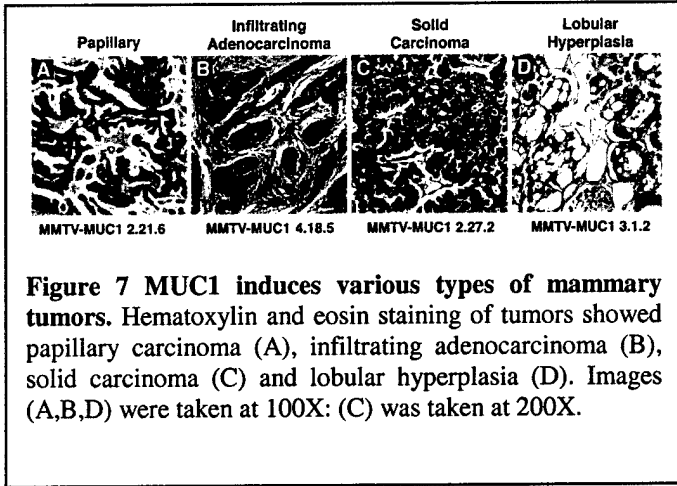 Papillary
Infiltrating
Adenocarcinoma
Solid
Carcinoma
Lobular
Hyperplasia
A
B
C
D
MMTV-MUC1 2.21.6
MMTV-MUC1 4.18.5
MMTV-MUC1 2.27.2
MMTV-MUC1 3.1.2
Figure 7 MUC1 induces various types of mammary
tumors. Hematoxylin and eosin staining of tumors showed
papillary carcinoma (A), infiltrating adenocarcinoma (B),
solid carcinoma (C) and lobular hyperplasia (D). Images
(A,B,D) were taken at 100X: (C) was taken at 200X.